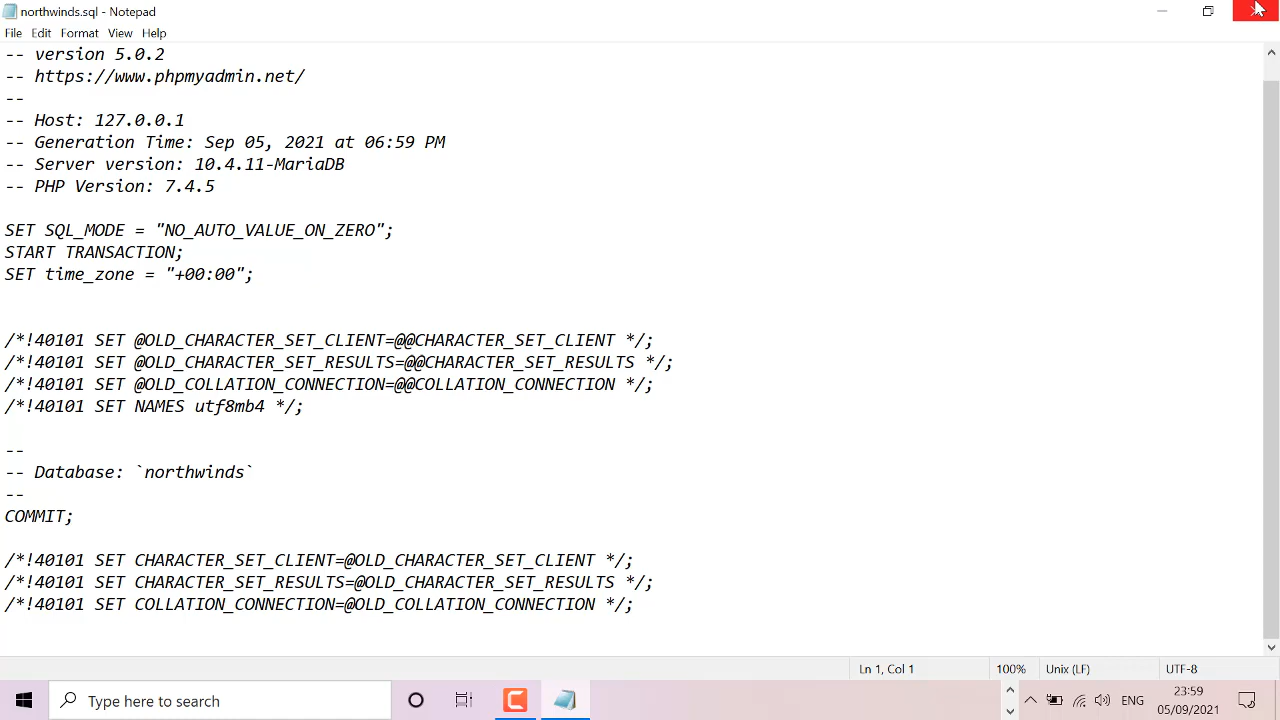 northwinds.sql - Notepad
File Edit Format View Help
-- version 5.0.2
-- https://www.phpmyadmin.net/
--
-- Host: 127.0.0.1
-- Generation Time: Sep 05, 2021 at 06:59 PM
-- Server version: 10.4.11-MariaDB
-- PHP Version: 7.4.5
SET SQL_MODE = "NO_AUTO_VALUE_ON_ZERO";
START TRANSACTION;
SET time_zone = "+00:00";
/*!40101 SET @OLD_CHARACTER_SET_CLIENT=@@CHARACTER_SET_CLIENT */;
/*!40101 SET @OLD_CHARACTER_SET_RESULTS=@@CHARACTER_SET_RESULTS */;
/*!40101 SET @OLD_COLLATION_CONNECTION=@@COLLATION_CONNECTION */;
/*!40101 SET NAMES utf8mb4 */;
--
-- Database: `northwinds`
--
COMMIT;
/*!40101 SET CHARACTER_SET_CLIENT=@OLD_CHARACTER_SET_CLIENT */;
/*!40101 SET CHARACTER_SET_RESULTS=@OLD_CHARACTER_SET_RESULTS */;
/*!40101 SET COLLATION_CONNECTION=@OLD_COLLATION_CONNECTION */;
Ln 1, Col 1 100% Unix (LF) UTF-8
Type here to search
ENG
23:59
05/09/2021